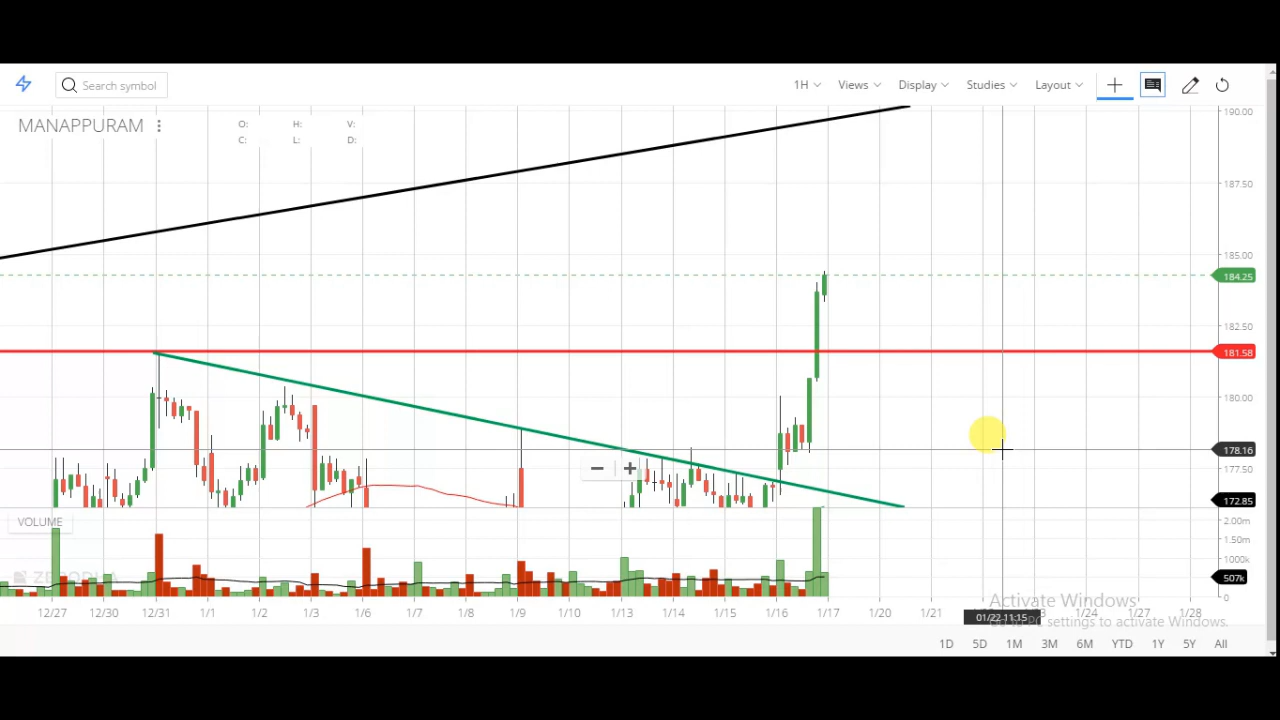 Search symbol
1H Views Display Studies Layout
MANAPPURAM
O: H: V:
C: L: D:
190.00
187.50
185.00
184.25
182.50
181.58
180.00
178.16
177.50
172.85
VOLUME
2.00m
1.50m
1000k
507k
0
12/27 12/30 12/31 1/1 1/2 1/3 1/6 1/7 1/8 1/9 1/10 1/13 1/14 1/15 1/16 1/17 1/20 1/21 1/24 1/27 1/28
01/22 11:15
Activate Windows
settings to activate Windows.
1D 5D 1M 3M 6M YTD 1Y 5Y All